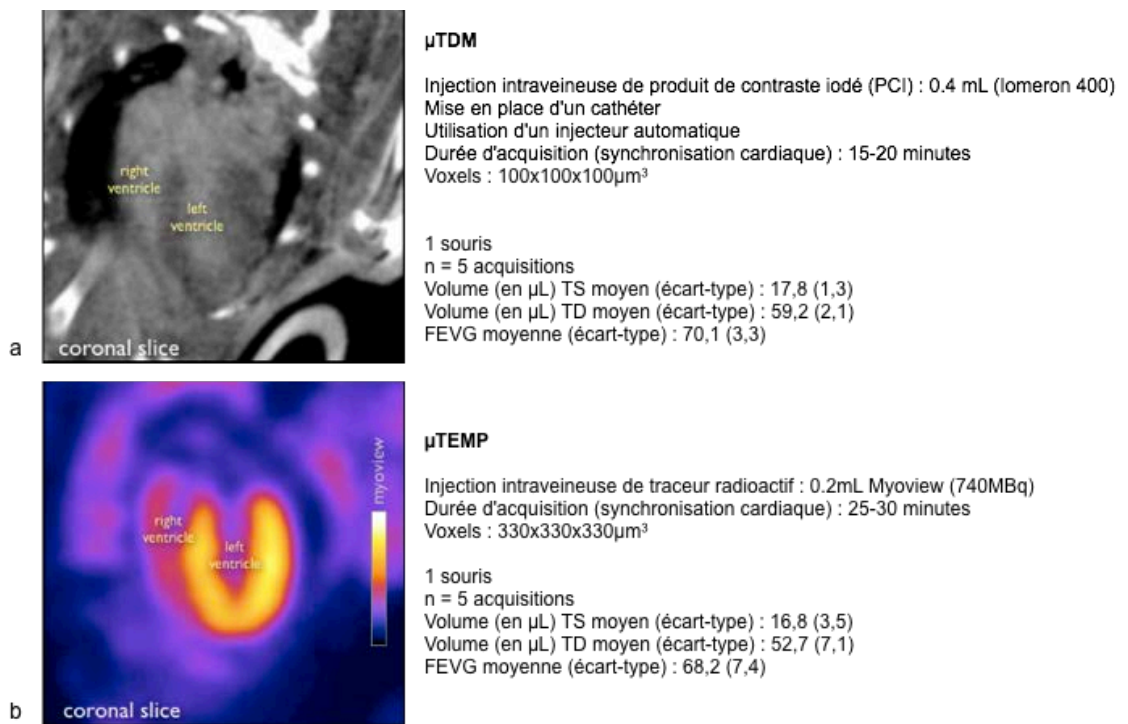 µTDM
Injection intraveineuse de produit de contraste iodé (PCI) : 0.4 mL (Iomeron 400)
Mise en place d'un cathéter
Utilisation d'un injecteur automatique
Durée d'acquisition (synchronisation cardiaque) : 15-20 minutes
Voxels : 100x100x100µm³
1 souris
n = 5 acquisitions
Volume (en µL) TS moyen (écart-type) : 17,8 (1,3)
Volume (en µL) TD moyen (écart-type) : 59,2 (2,1)
FEVG moyenne (écart-type) : 70,1 (3,3)
right
ventricle
left
ventricle
a
coronal slice
µTEMP
Injection intraveineuse de traceur radioactif : 0.2mL Myoview (740MBq)
Durée d'acquisition (synchronisation cardiaque) : 25-30 minutes
Voxels : 330x330x330µm³
1 souris
n = 5 acquisitions
Volume (en µL) TS moyen (écart-type) : 16,8 (3,5)
Volume (en µL) TD moyen (écart-type) : 52,7 (7,1)
FEVG moyenne (écart-type) : 68,2 (7,4)
myoview
right
ventricle
left
ventricle
b
coronal slice